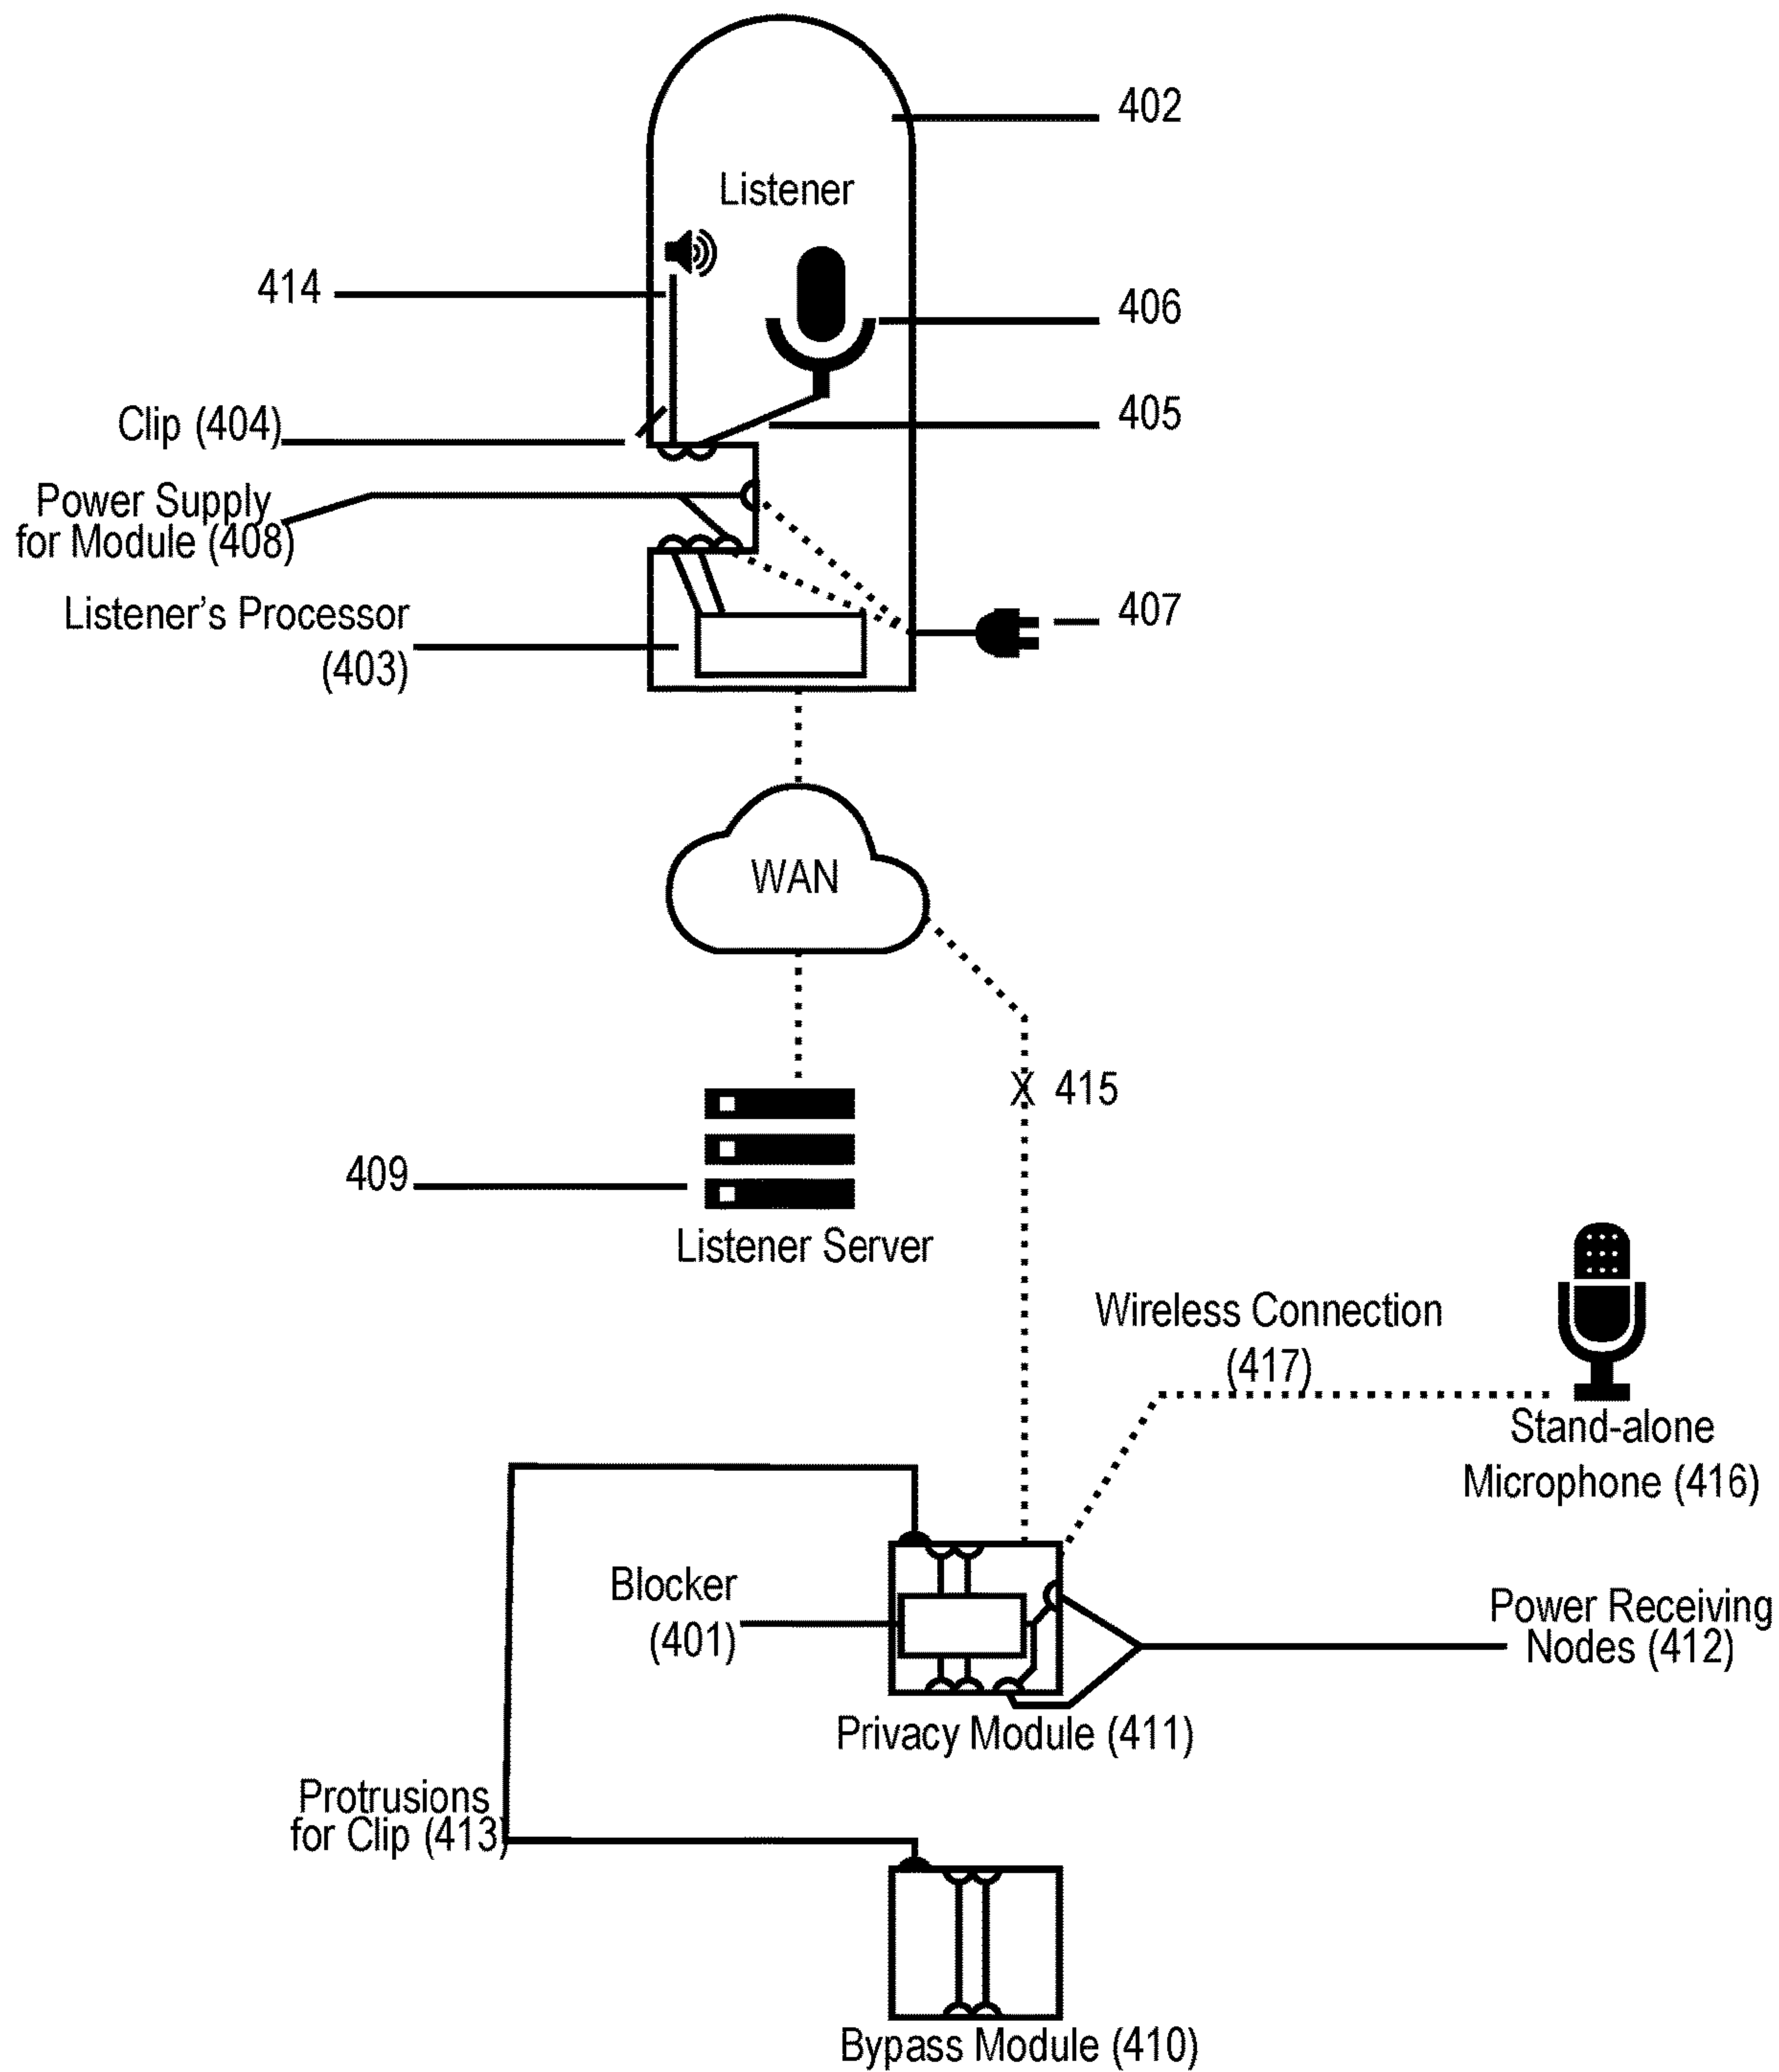 402
Listener
414
406
Clip (404)
405
Power Supply
for Module (408)
Listener's Processor
(403)
407
WAN
X 415
409
Listener Server
Wireless Connection
(417)
Stand-alone
Microphone (416)
Blocker
(401)
Power Receiving
Nodes (412)
Privacy Module (411)
Protrusions
for Clip (413)
Bypass Module (410)